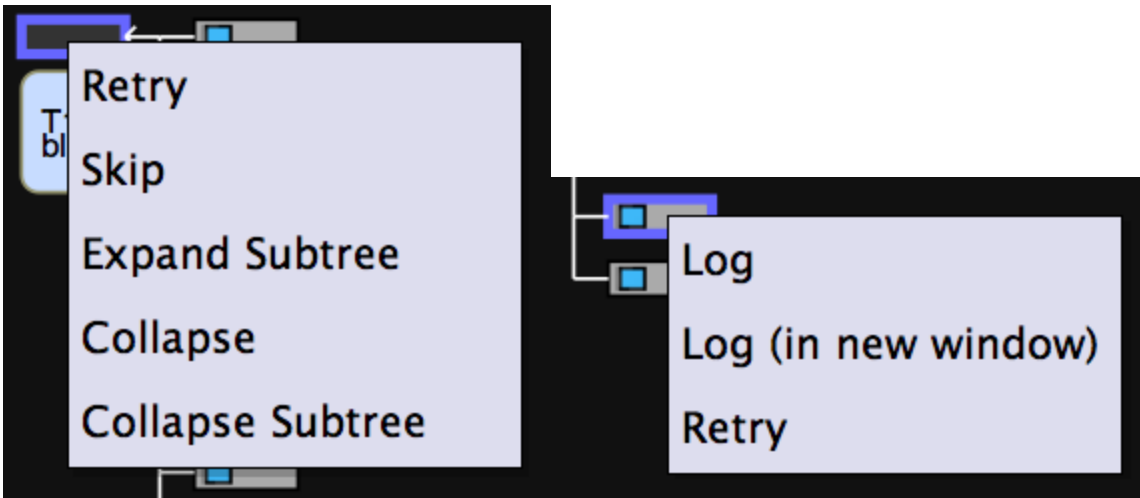 Retry
Skip
Expand Subtree
Collapse
Collapse Subtree
Log
Log (in new window)
Retry